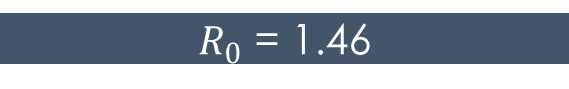 R₀ = 1.46